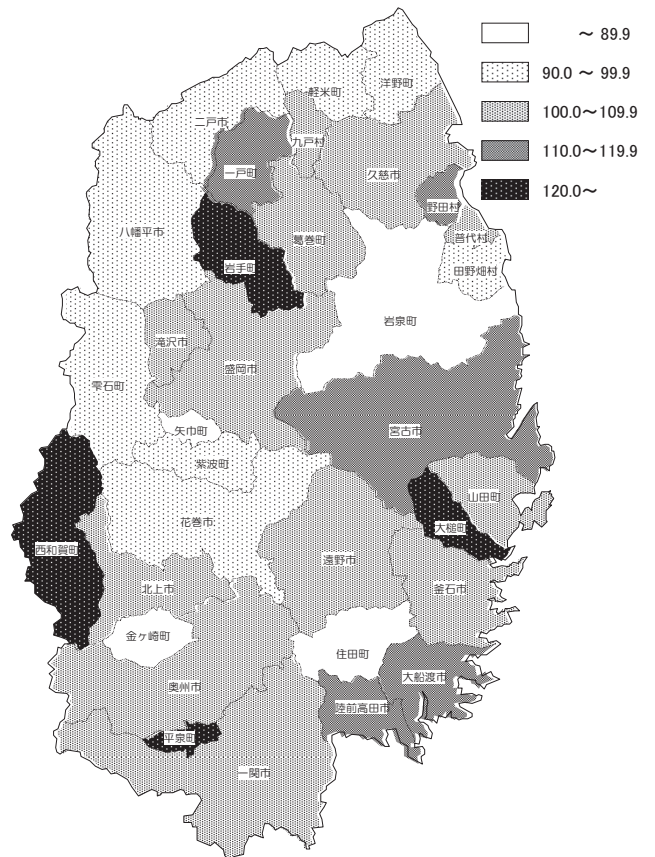 ～ 89.9
90.0 ～ 99.9
100.0～109.9
110.0～119.9
120.0～
軽米町
洋野町
二戸市
九戸村
一戸町
久慈市
野田村
普代村
田野畑村
八幡平市
葛巻町
岩手町
岩泉町
滝沢市
盛岡市
雫石町
矢巾町
宮古市
紫波町
山田町
花巻市
大槌町
西和賀町
遠野市
北上市
釜石市
金ヶ崎町
住田町
大船渡市
奥州市
陸前高田市
平泉町
一関市